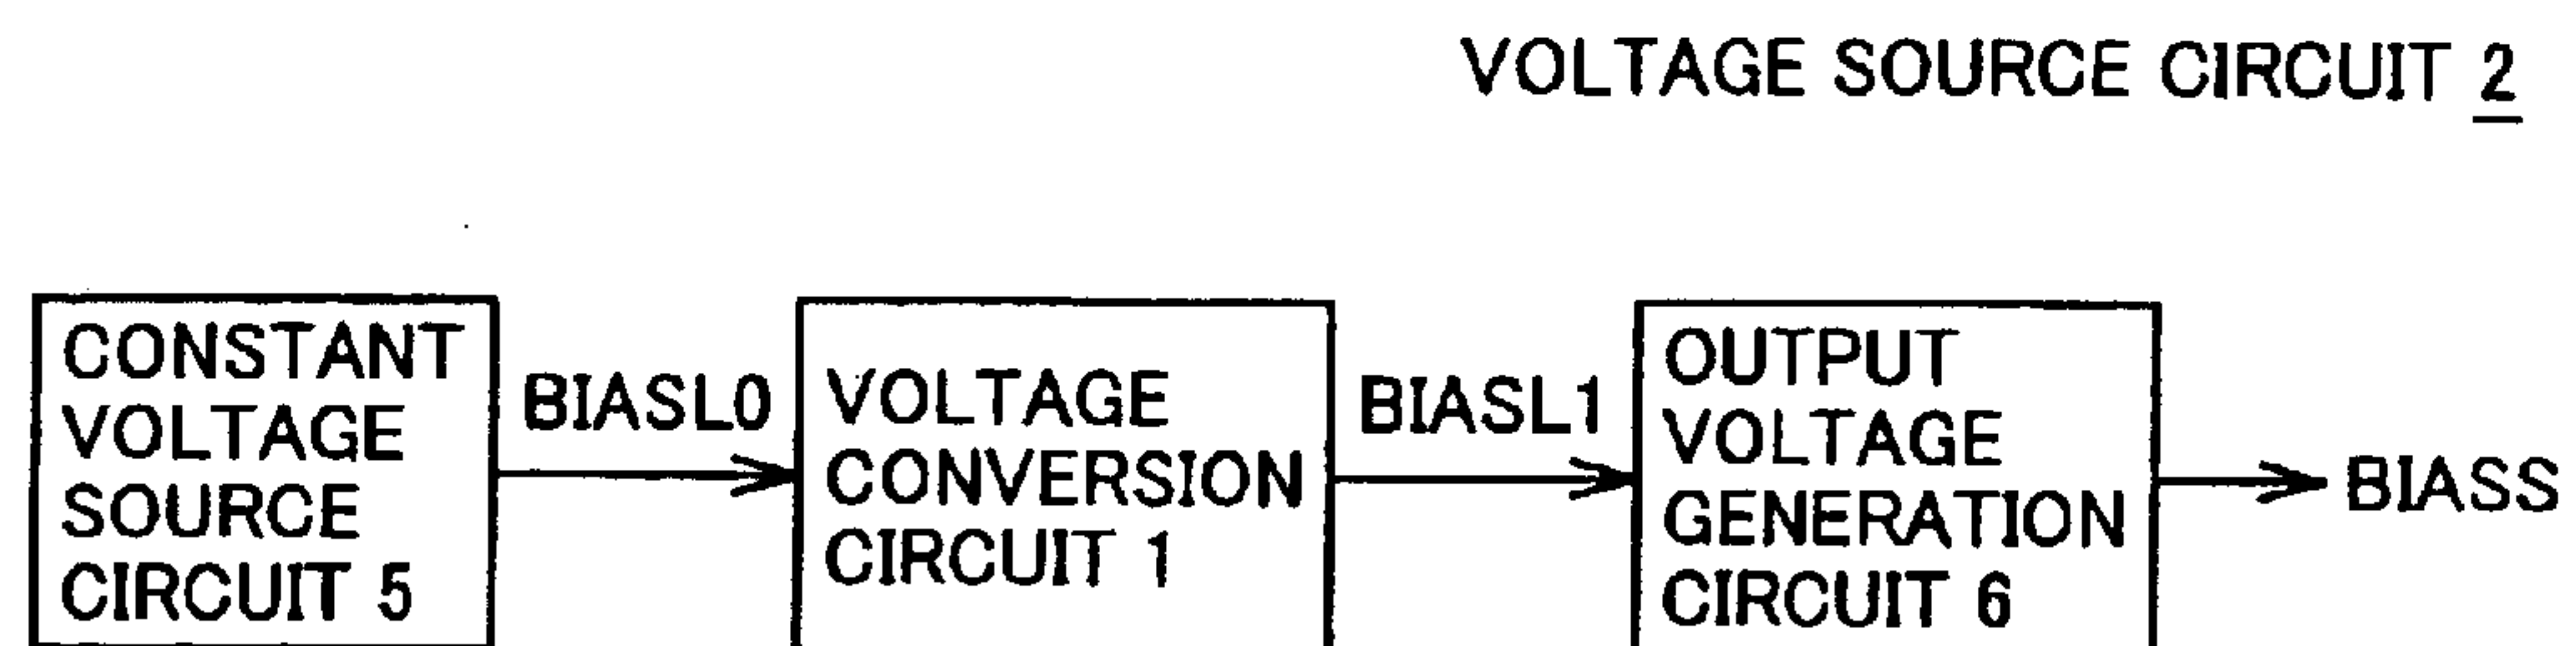 VOLTAGE SOURCE CIRCUIT 2
CONSTANT
VOLTAGE
SOURCE
CIRCUIT 5
BIASL0
VOLTAGE
CONVERSION
CIRCUIT 1
BIASL1
OUTPUT
VOLTAGE
GENERATION
CIRCUIT 6
BIASS